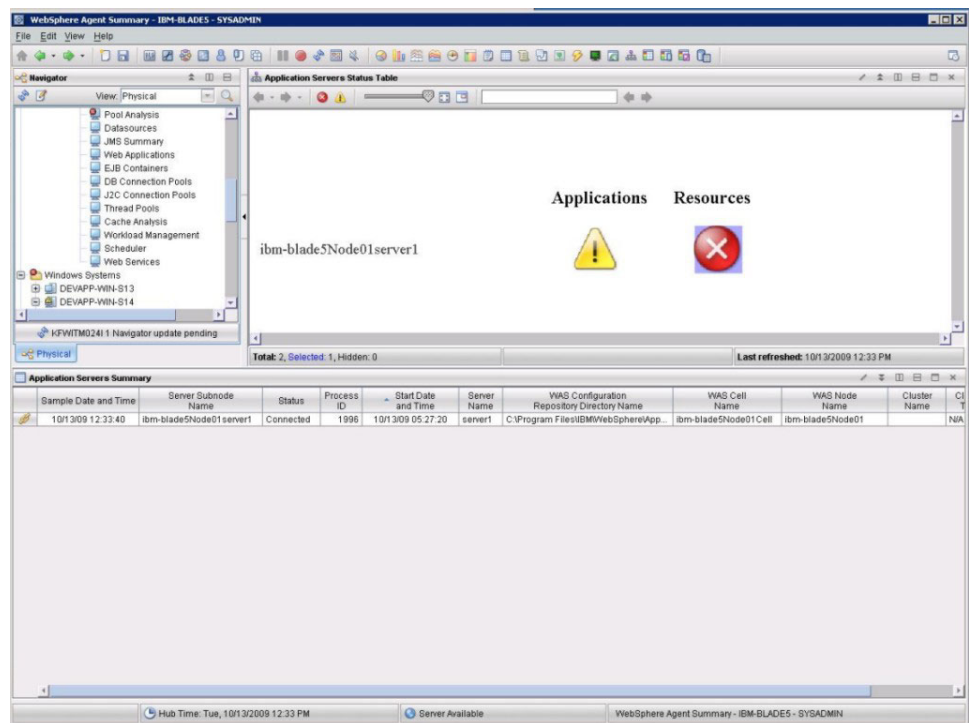 WebSphere Agent Summary - IBM-BLADE5 - SYSADMIN
File Edit View Help
Navigator
View: Physical
Pool Analysis
Datasources
JMS Summary
Web Applications
EJB Containers
DB Connection Pools
J2C Connection Pools
Thread Pools
Cache Analysis
Workload Management
Scheduler
Web Services
Windows Systems
DEVAPP-WIN-S13
DEVAPP-WIN-S14
KFWITM024I 1 Navigator update pending
Physical
Application Servers Status Table
Applications Resources
ibm-blade5Node01server1
Total: 2, Selected: 1, Hidden: 0
Last refreshed: 10/13/2009 12:33 PM
Application Servers Summary
Sample Date and Time Server Subnode Name Status Process ID Start Date and Time Server Name WAS Configuration Repository Directory Name WAS Cell Name WAS Node Name Cluster Name Cl T
10/13/09 12:33:40 ibm-blade5Node01server1 Connected 1996 10/13/09 05:27:20 server1 C:\Program Files\IBM\WebSphere\App... ibm-blade5Node01Cell ibm-blade5Node01 N/A
Hub Time: Tue, 10/13/2009 12:33 PM
Server Available
WebSphere Agent Summary - IBM-BLADE5 - SYSADMIN